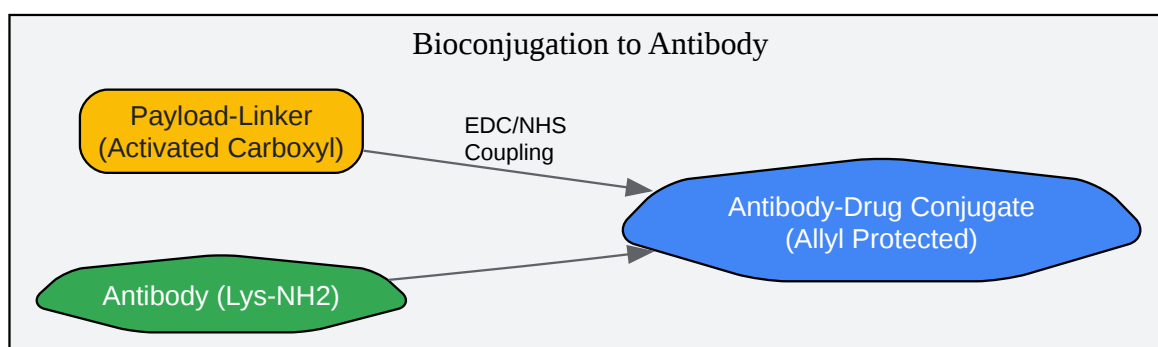 Bioconjugation to Antibody
Payload-Linker
(Activated Carboxyl)
EDC/NHS
Coupling
Antibody-Drug Conjugate
(Allyl Protected)
Antibody (Lys-NH2)